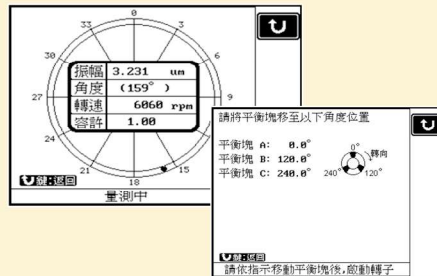 0
33
3
30
6
27
9
24
21
18
15
振幅 3.231 um
角度 (159°)
轉速 6060 rpm
容許 1.00
鍵:返回
量測中
請將平衡塊移至以下角度位置
平衡塊 A: 0.0°
平衡塊 B: 120.0°
平衡塊 C: 240.0°
0°
轉向
240°
120°
鍵:返回
請依指示移動平衡塊後,啟動轉子